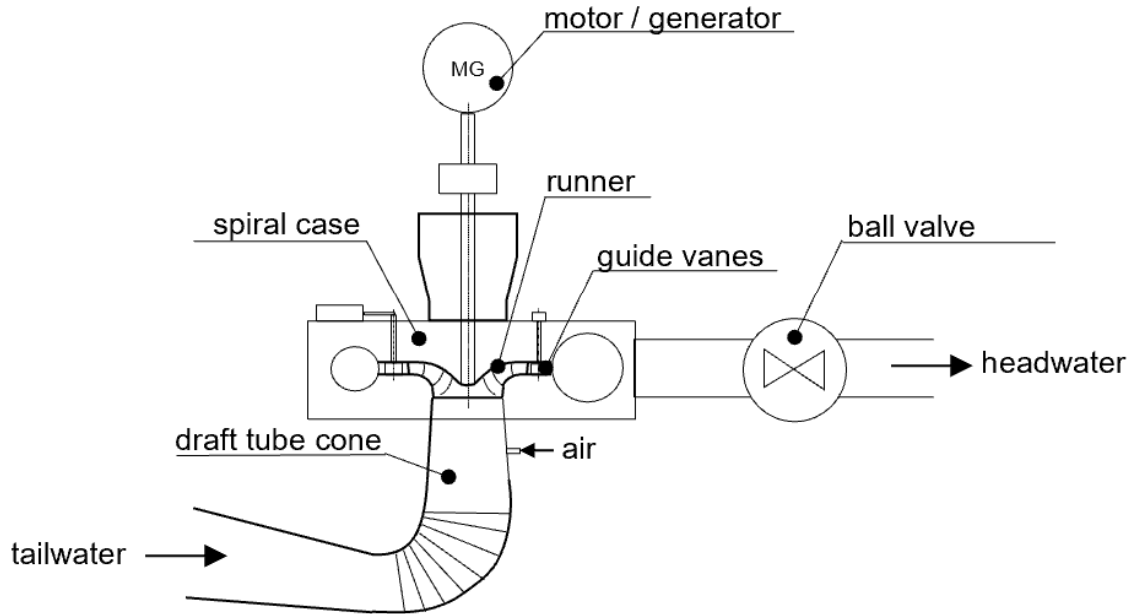 motor / generator
MG
runner
spiral case
ball valve
guide vanes
headwater
draft tube cone
air
tailwater